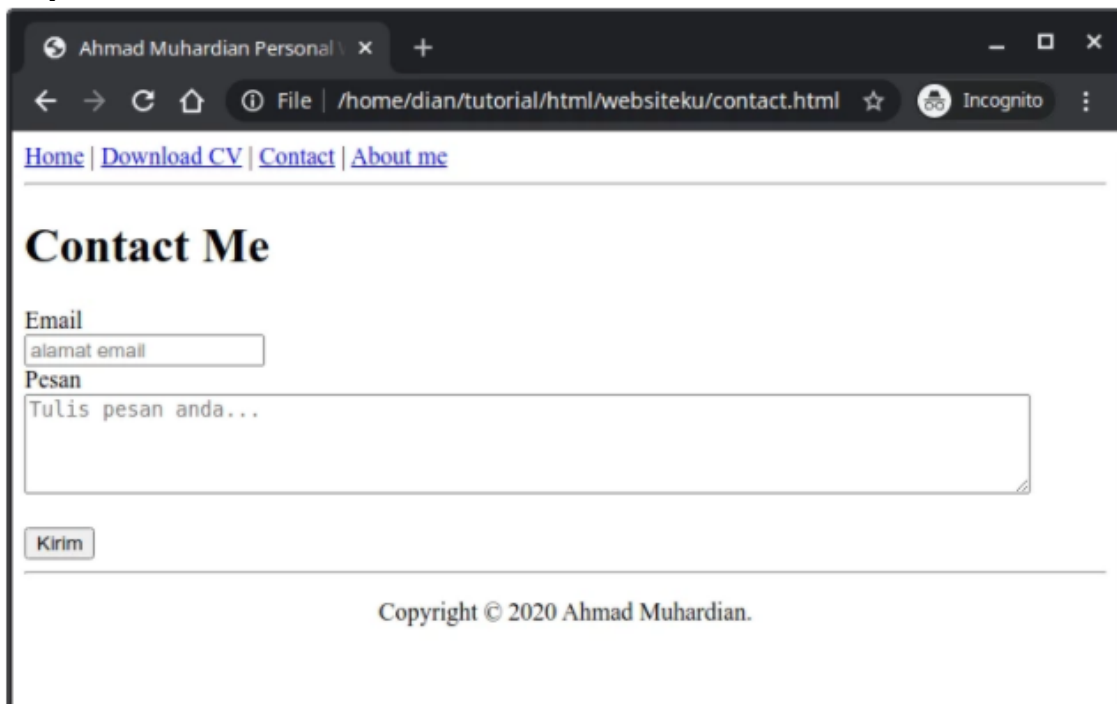 Ahmad Muhardian Personal
File | /home/dian/tutorial/html/websiteku/contact.html Incognito
Home | Download CV | Contact | About me
Contact Me
Email
alamat email
Pesan
Tulis pesan anda...
Kirim
Copyright © 2020 Ahmad Muhardian.